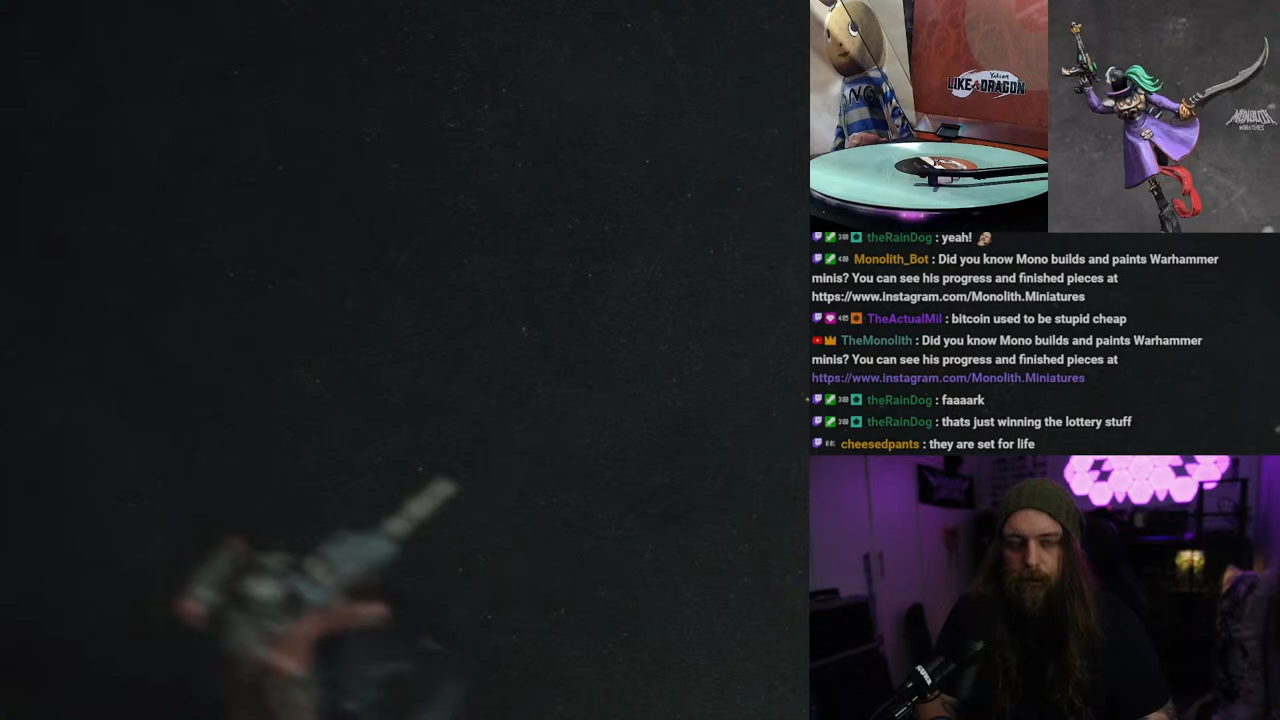 Yakuza
LIKE A DRAGON
NG
MONOLITH
MINIATURES
theRainDog : yeah!
Monolith_Bot : Did you know Mono builds and paints Warhammer
minis? You can see his progress and finished pieces at
https://www.instagram.com/Monolith.Miniatures
TheActualMil : bitcoin used to be stupid cheap
TheMonolith : Did you know Mono builds and paints Warhammer
minis? You can see his progress and finished pieces at
https://www.instagram.com/Monolith.Miniatures
theRainDog : faaaark
theRainDog : thats just winning the lottery stuff
cheesedpants : they are set for life